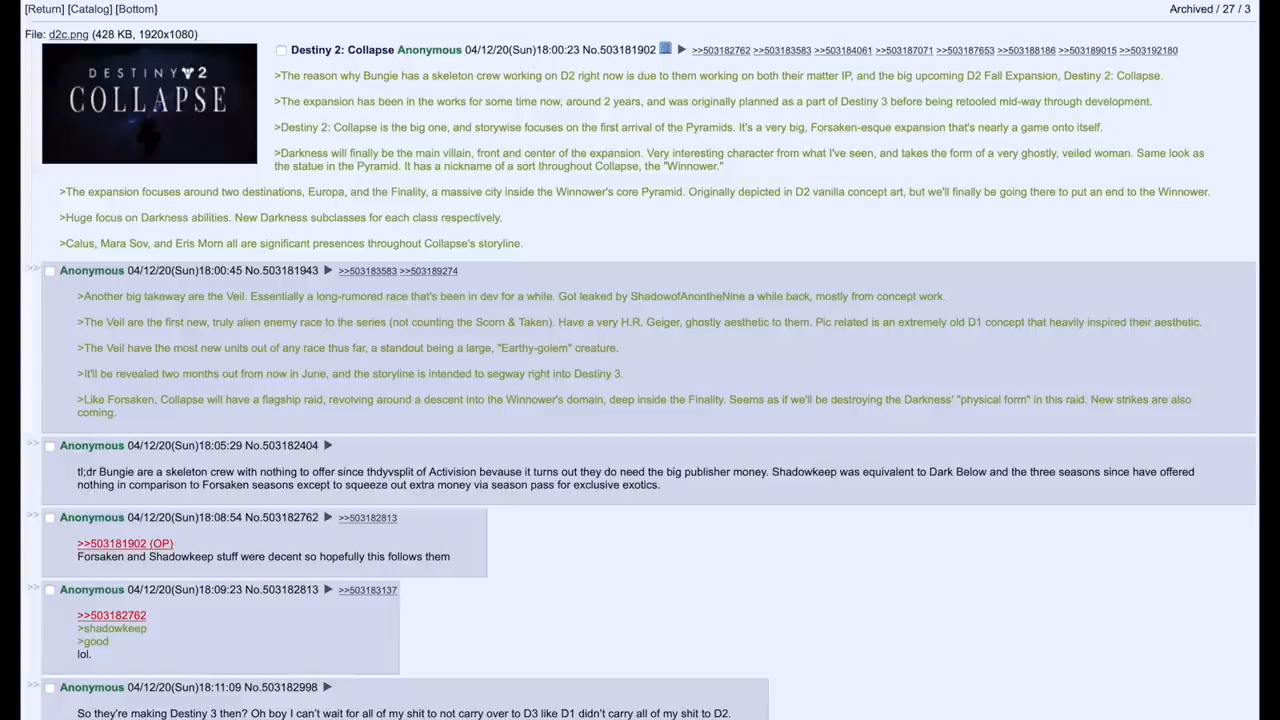 [Return] [Catalog] [Bottom]
Archived / 27 / 3
File: d2c.png (428 KB, 1920x1080)
DESTINY 2
COLLAPSE
Destiny 2: Collapse Anonymous 04/12/20(Sun)18:00:23 No.503181902 ▶ >>503182762 >>503183583 >>503184061 >>503187071 >>503187653 >>503188186 >>503189015 >>503192180
>The reason why Bungie has a skeleton crew working on D2 right now is due to them working on both their matter IP, and the big upcoming D2 Fall Expansion, Destiny 2: Collapse.
>The expansion has been in the works for some time now, around 2 years, and was originally planned as a part of Destiny 3 before being retooled mid-way through development.
>Destiny 2: Collapse is the big one, and storywise focuses on the first arrival of the Pyramids. It's a very big, Forsaken-esque expansion that's nearly a game onto itself.
>Darkness will finally be the main villain, front and center of the expansion. Very interesting character from what I've seen, and takes the form of a very ghostly, veiled woman. Same look as
the statue in the Pyramid. It has a nickname of a sort throughout Collapse, the "Winnower."
>The expansion focuses around two destinations, Europa, and the Finality, a massive city inside the Winnower's core Pyramid. Originally depicted in D2 vanilla concept art, but we'll finally be going there to put an end to the Winnower.
>Huge focus on Darkness abilities. New Darkness subclasses for each class respectively.
>Calus, Mara Sov, and Eris Morn all are significant presences throughout Collapse's storyline.
>> Anonymous 04/12/20(Sun)18:00:45 No.503181943 ▶ >>503183583 >>503189274
>Another big takeway are the Veil. Essentially a long-rumored race that's been in dev for a while. Got leaked by ShadowofAnontheNine a while back, mostly from concept work.
>The Veil are the first new, truly alien enemy race to the series (not counting the Scorn & Taken). Have a very H.R. Geiger, ghostly aesthetic to them. Pic related is an extremely old D1 concept that heavily inspired their aesthetic.
>The Veil have the most new units out of any race thus far, a standout being a large, "Earthy-golem" creature.
>It'll be revealed two months out from now in June, and the storyline is intended to segway right into Destiny 3.
>Like Forsaken, Collapse will have a flagship raid, revolving around a descent into the Winnower's domain, deep inside the Finality. Seems as if we'll be destroying the Darkness' "physical form" in this raid. New strikes are also
coming.
>> Anonymous 04/12/20(Sun)18:05:29 No.503182404 ▶
tl;dr Bungie are a skeleton crew with nothing to offer since thdyvsplit of Activision bevause it turns out they do need the big publisher money. Shadowkeep was equivalent to Dark Below and the three seasons since have offered
nothing in comparison to Forsaken seasons except to squeeze out extra money via season pass for exclusive exotics.
>> Anonymous 04/12/20(Sun)18:08:54 No.503182762 ▶ >>503182813
>>503181902 (OP)
Forsaken and Shadowkeep stuff were decent so hopefully this follows them
>> Anonymous 04/12/20(Sun)18:09:23 No.503182813 ▶ >>503183137
>>503182762
>shadowkeep
>good
lol.
>> Anonymous 04/12/20(Sun)18:11:09 No.503182998 ▶
So they're making Destiny 3 then? Oh boy I can't wait for all of my shit to not carry over to D3 like D1 didn't carry all of my shit to D2.